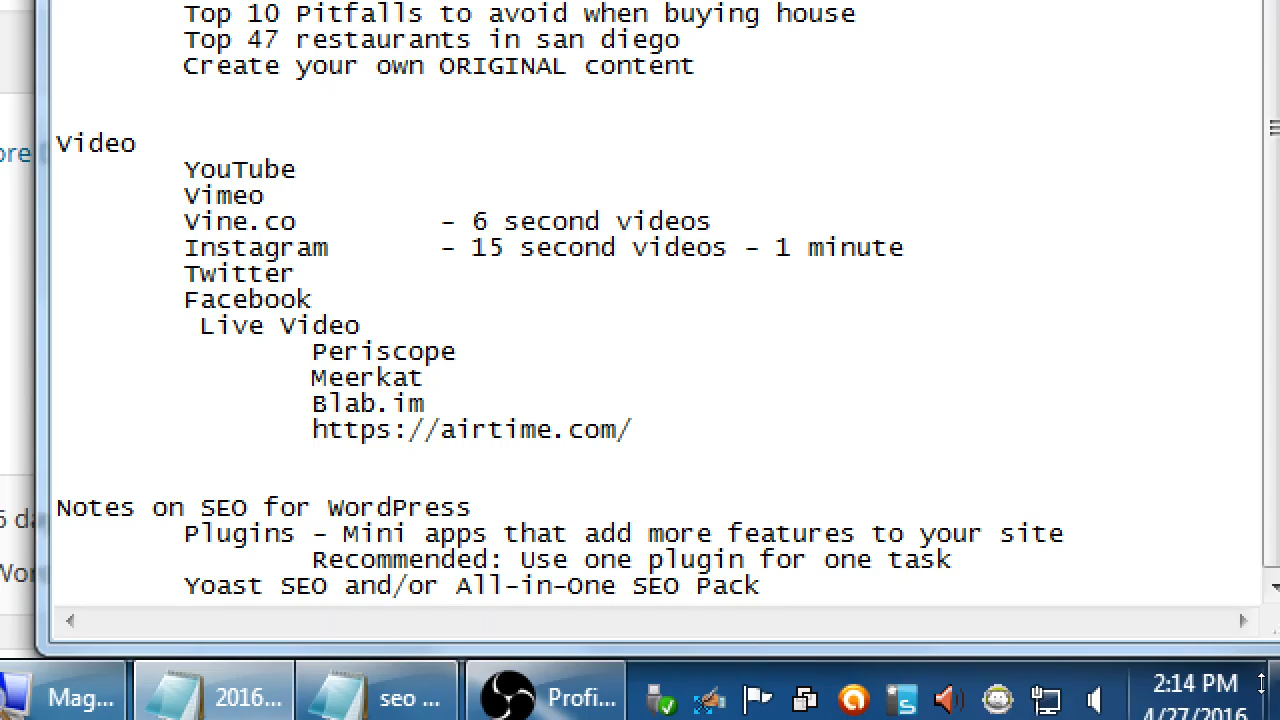 Top 10 Pitfalls to avoid when buying house
Top 47 restaurants in san diego
Create your own ORIGINAL content
Video
YouTube
Vimeo
Vine.co - 6 second videos
Instagram - 15 second videos - 1 minute
Twitter
Facebook
Live Video
Periscope
Meerkat
Blab.im
https://airtime.com/
Notes on SEO for WordPress
Plugins - Mini apps that add more features to your site
Recommended: Use one plugin for one task
Yoast SEO and/or All-in-One SEO Pack
Mag... 2016... seo ... Profi... 2:14 PM
4/27/2016